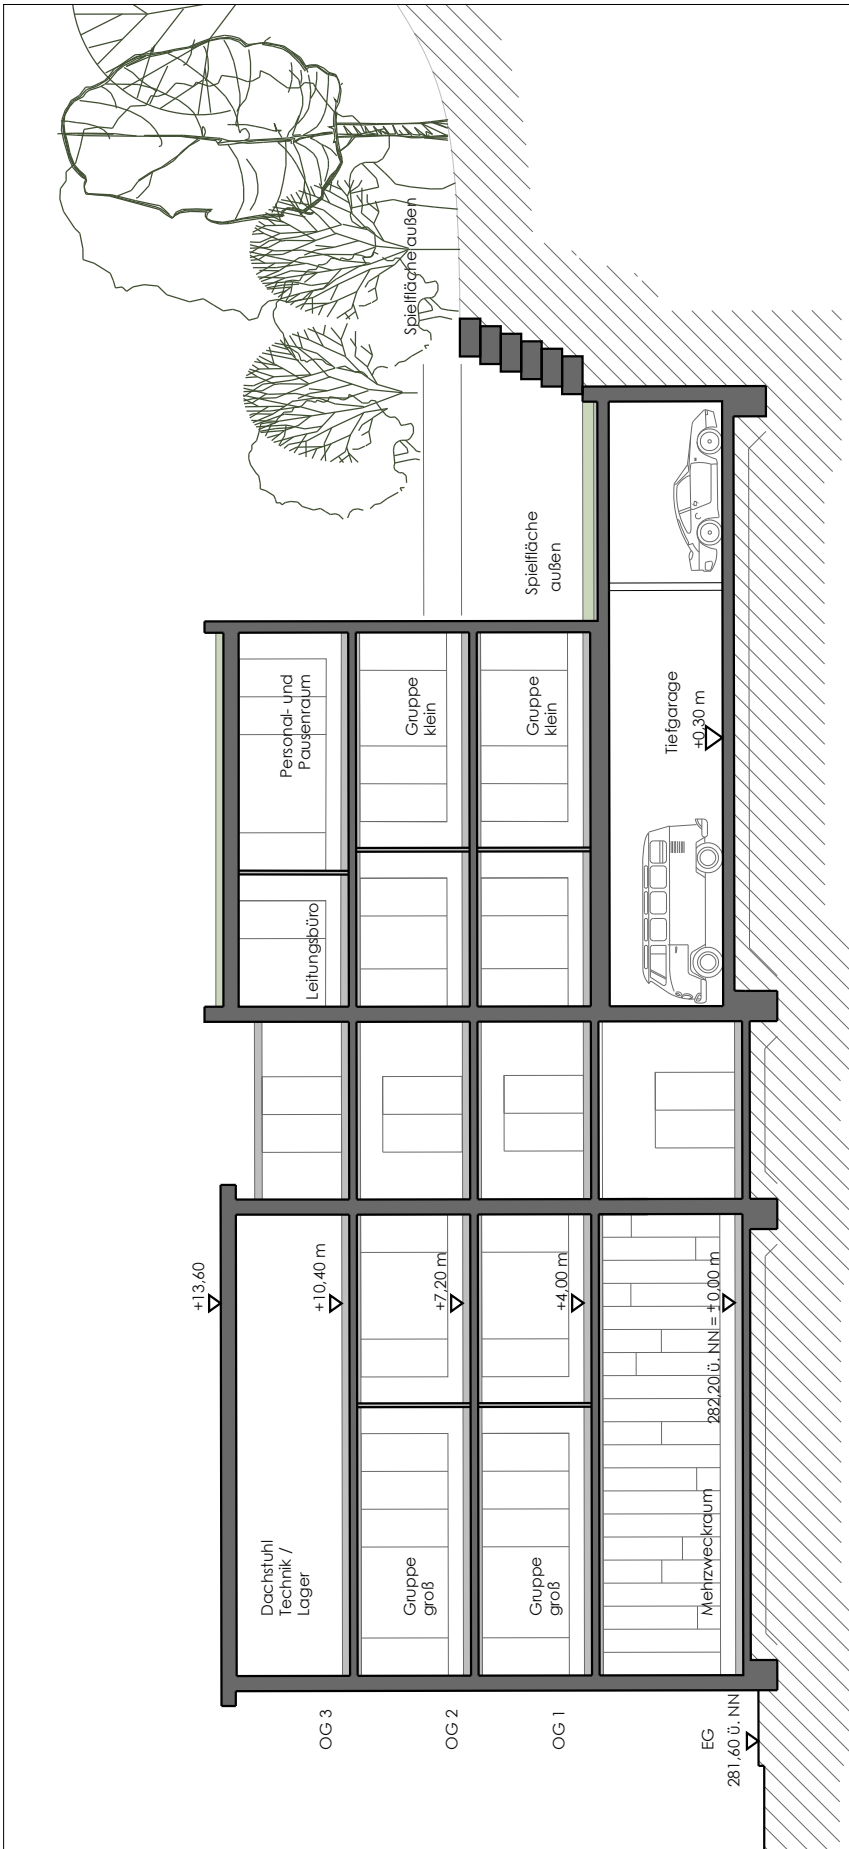 Spielfläche außen
Spielfläche
außen
+13,60
Dachstuhl
Technik /
Lager
+10,40 m
Leitungsbüro
Personal- und
Pausenraum
OG 3
Gruppe
groß
+7,20 m
Gruppe
klein
OG 2
Gruppe
groß
+4,00 m
Gruppe
klein
OG 1
Mehrzweckraum
282,20 ü. NN = ±0,00 m
Tiefgarage
+0,30 m
EG
281,60 ü. NN